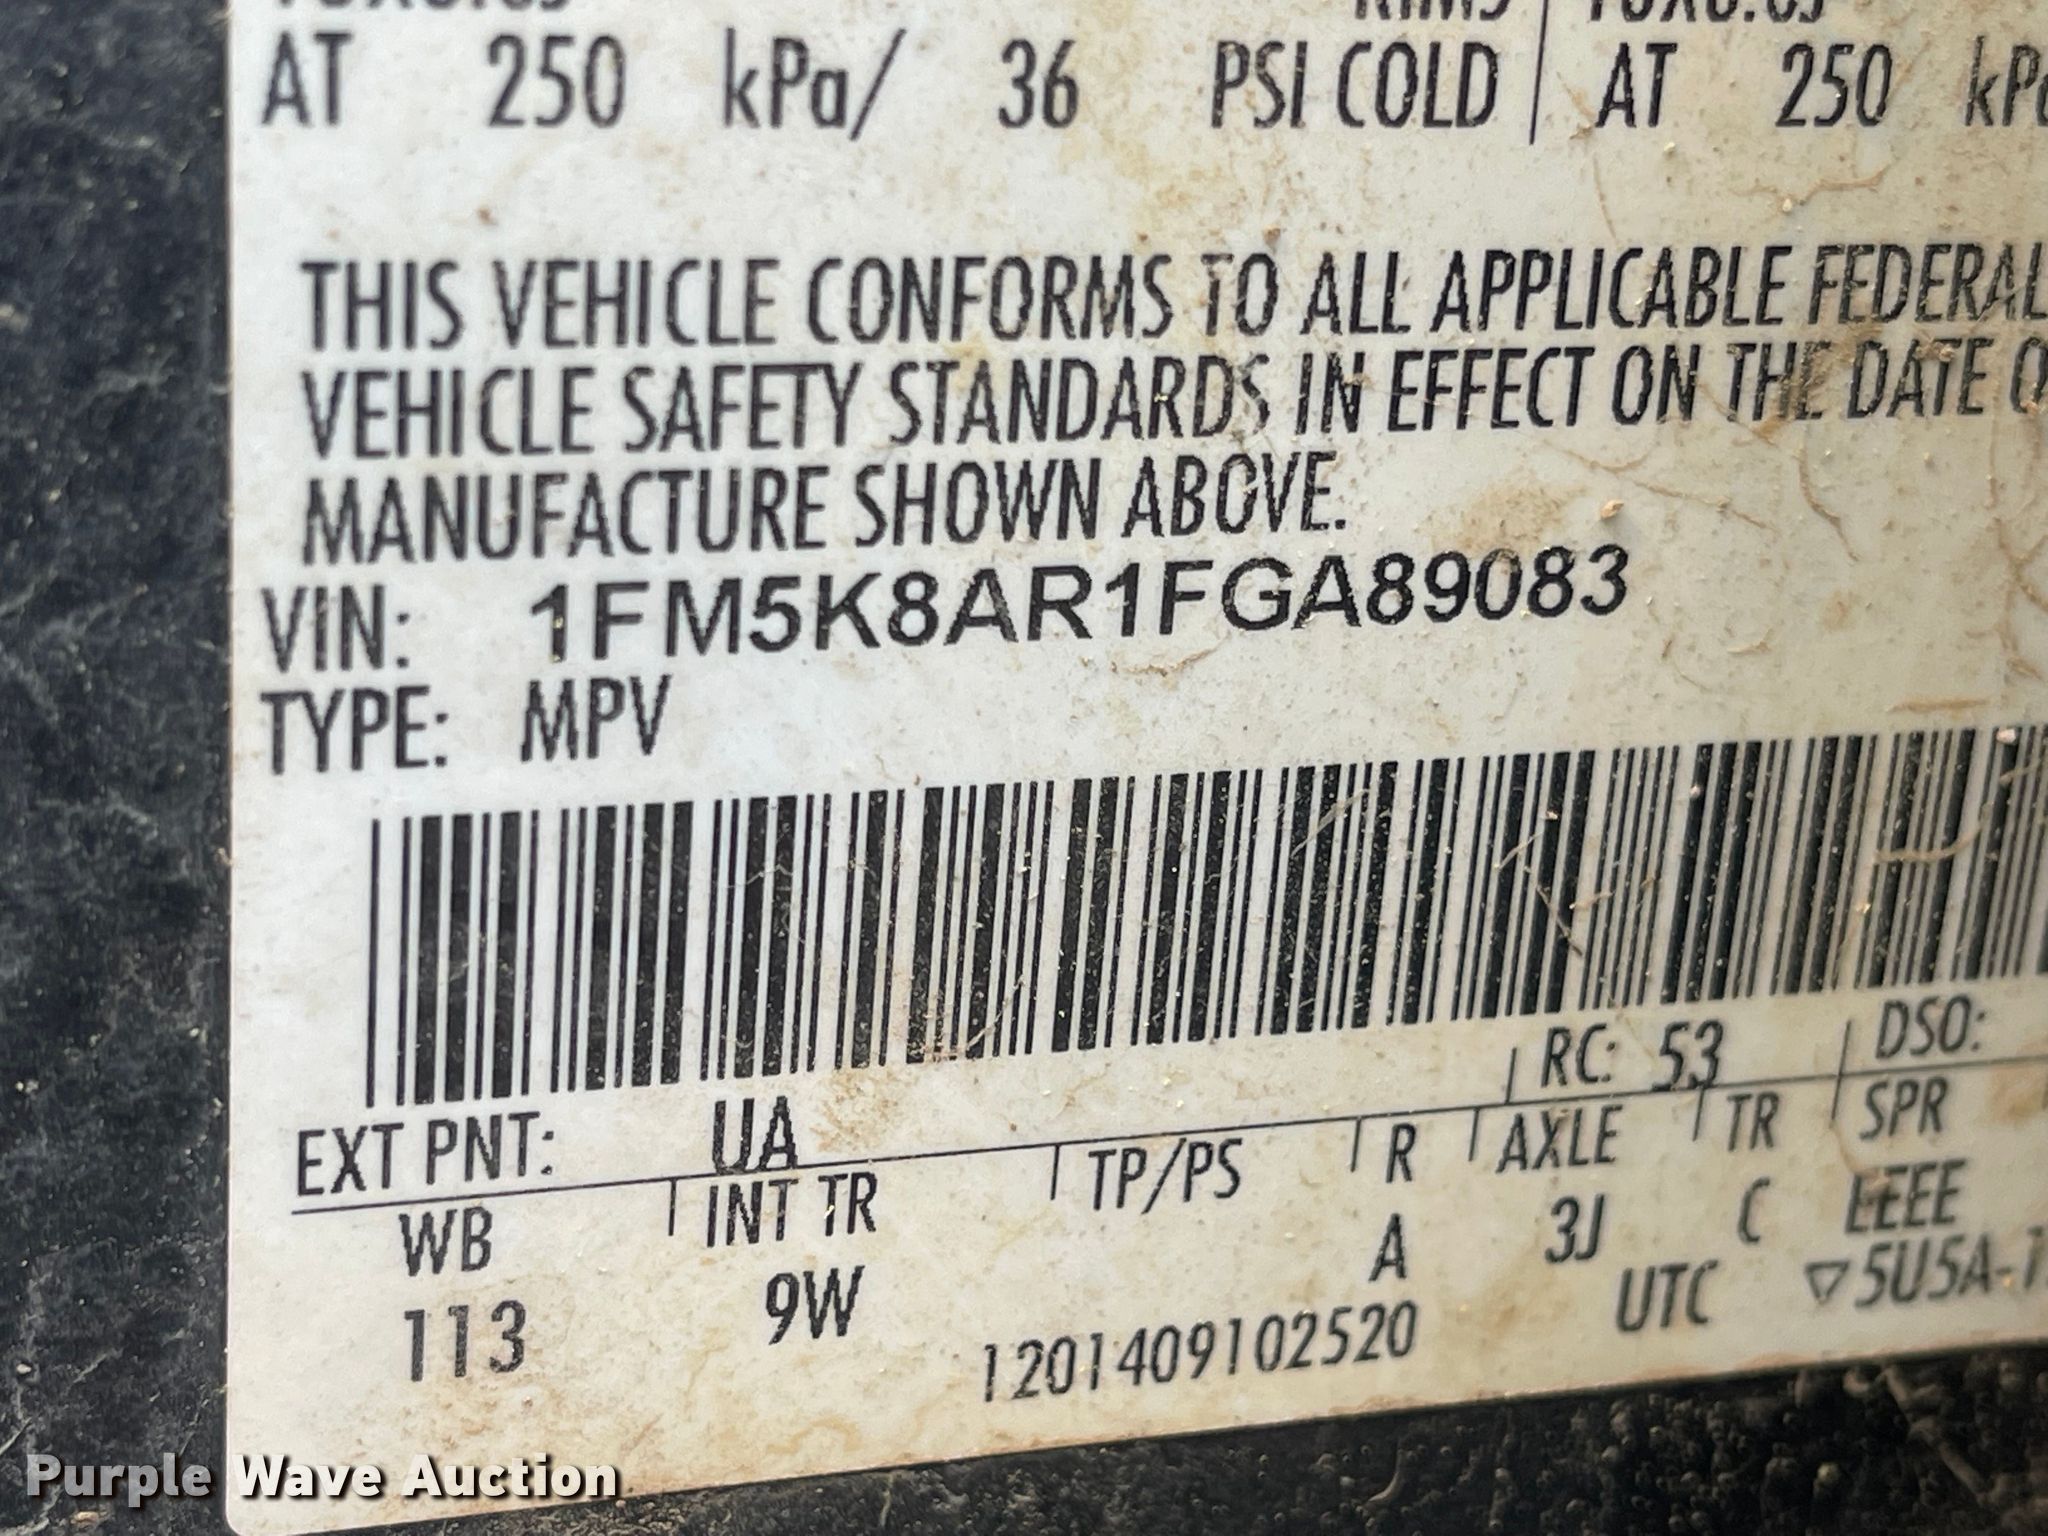 AT 250 kPa/ 36 PSI COLD AT 250
THIS VEHICLE CONFORMS TO ALL APPLICABLE FEDERAL
VEHICLE SAFETY STANDARDS IN EFFECT ON THE DATE
MANUFACTURE SHOWN ABOVE.
VIN: 1FM5K8AR1FGA89083
TYPE: MPV
RC: 53 DSO:
EXT PNT: UA
WB INT TR TP/PS R AXLE TR SPR
113 9W A 3J C EEEE
1201409102520 UTC ▽5U5A-
Purple Wave Auction